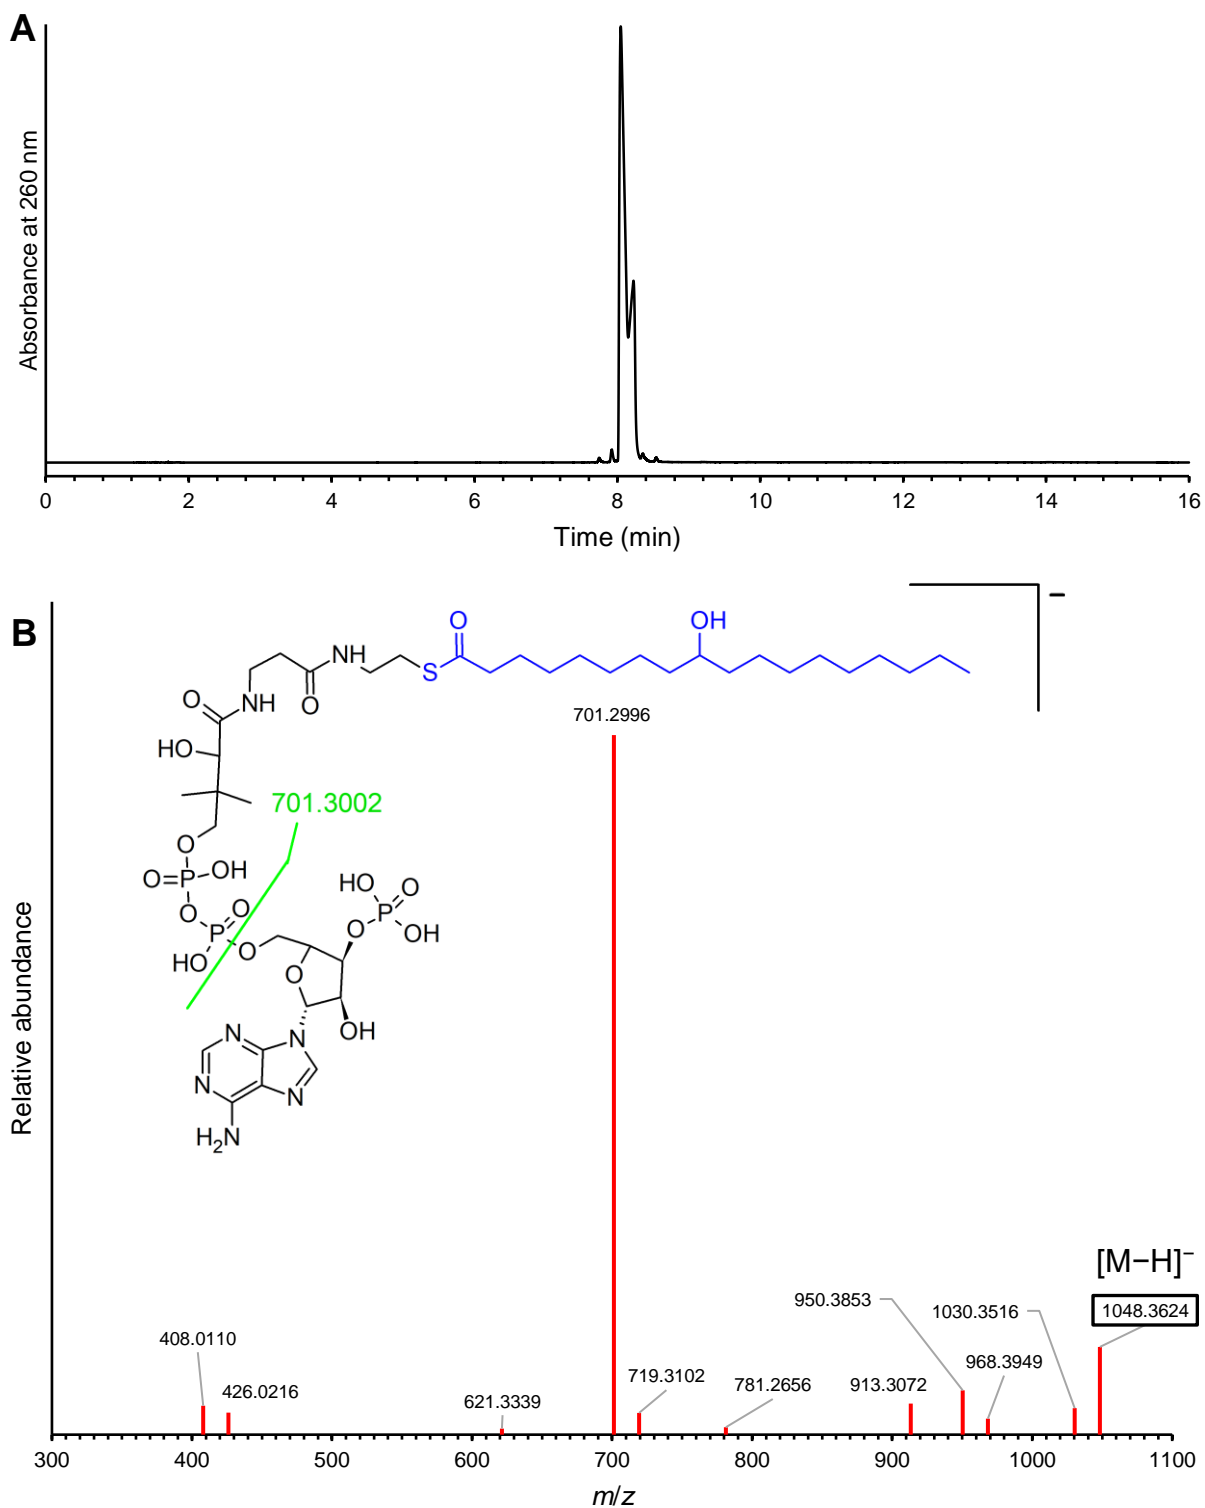 A
Absorbance at 260 nm
0 2 4 6 8 10 12 14 16
Time (min)
B
O
OH
NH
S
O
NH
O
HO
701.2996
701.3002
O
O=P-OH
O
O
P
HO
O
HO
O
P
O
OH
O
OH
N
N
N
N
H2N
Relative abundance
[M−H]−
1048.3624
950.3853
1030.3516
968.3949
408.0110
426.0216
621.3339
719.3102
781.2656
913.3072
300 400 500 600 700 800 900 1000 1100
m/z